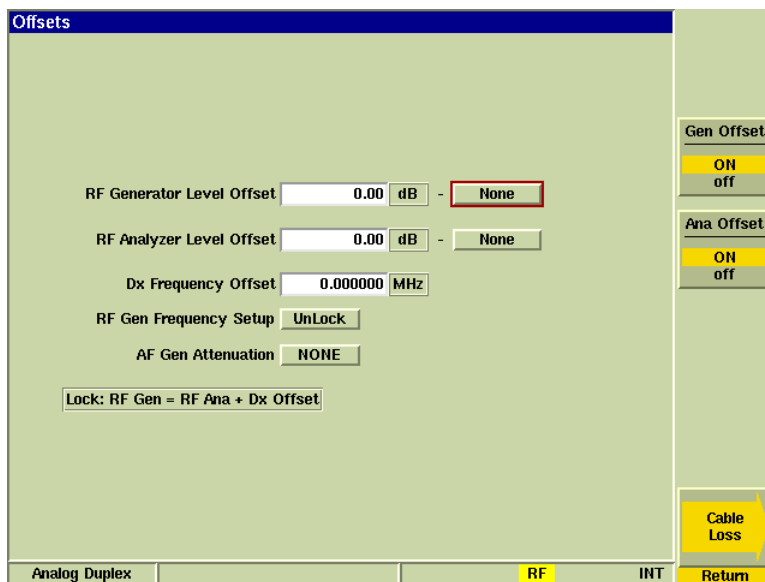 Offsets
Gen Offset
ON
off
RF Generator Level Offset 0.00 dB - None
Ana Offset
ON
off
RF Analyzer Level Offset 0.00 dB - None
Dx Frequency Offset 0.000000 MHz
RF Gen Frequency Setup UnLock
AF Gen Attenuation NONE
Lock: RF Gen = RF Ana + Dx Offset
Cable
Loss
Analog Duplex RF INT Return